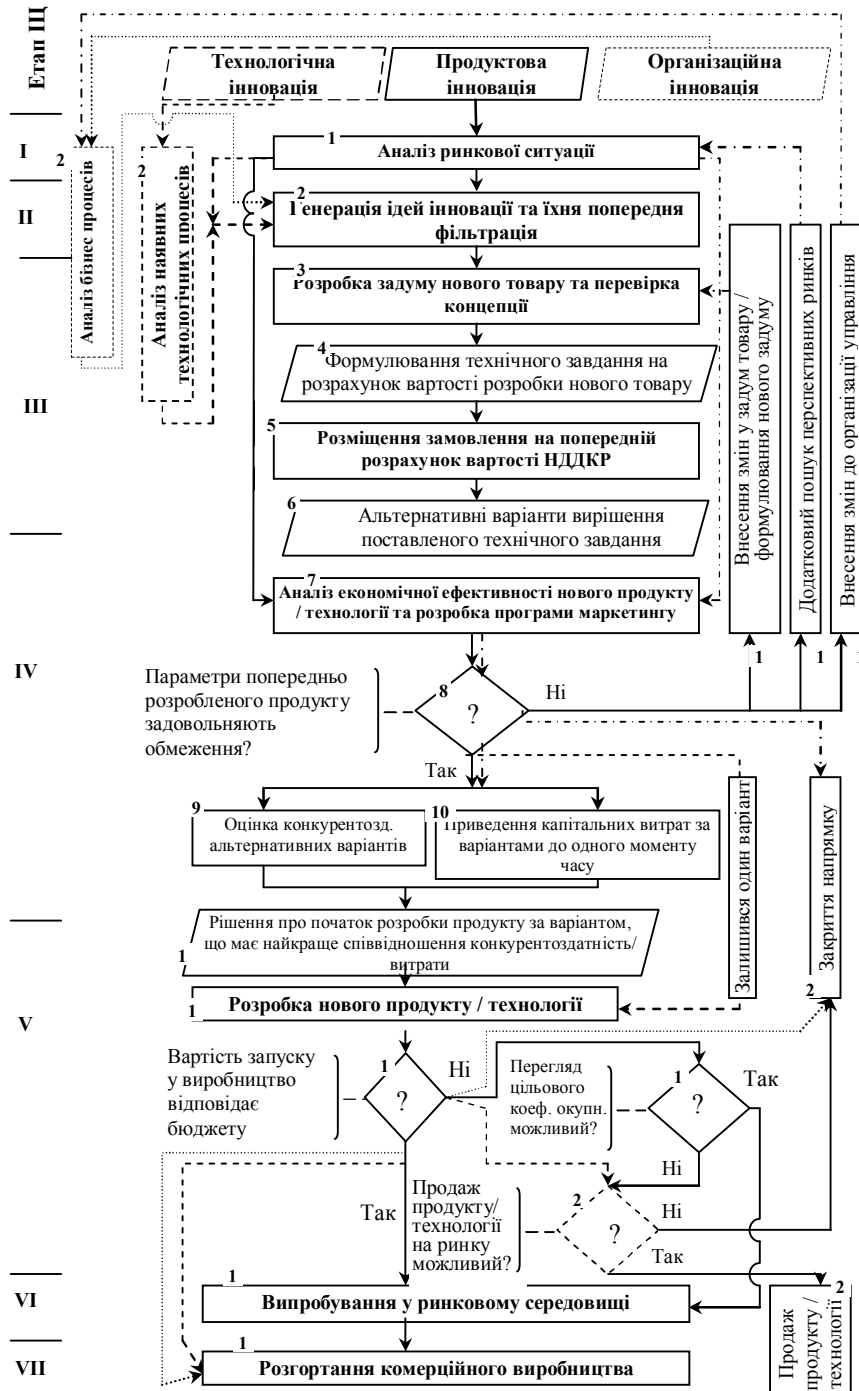 Етап ІЩ
Технологічна
інновація
Продуктова
інновація
Організаційна
інновація
I
1
Аналіз ринкової ситуації
2
Аналіз бізнес процесів
2
Аналіз наявних
технологічних процесів
II
2
Генерація ідей інновації та їхня попередня
фільтрація
3
Розробка задуму нового товару та перевірка
концепції
III
4
Формулювання технічного завдання на
розрахунок вартості розробки нового товару
5
Розміщення замовлення на попередній
розрахунок вартості НДДКР
6
Альтернативні варіанти вирішення
поставленого технічного завдання
Внесення змін у задум товару /
формулювання нового задуму
1
Додатковий пошук перспективних ринків
1
Внесення змін до організації управління
1
7
Аналіз економічної ефективності нового продукту
/ технології та розробка програми маркетингу
IV
Параметри попередньо
розробленого продукту
задовольняють
обмеження?
8
?
Ні
Так
9
Оцінка конкурентозд.
альтернативних варіантів
10
Приведення капітальних витрат за
варіантами до одного моменту
часу
Залишився один варіант
Закриття напрямку
2
Рішення про початок розробки продукту за варіантом,
що має найкраще співвідношення конкурентоздатність/
витрати
1
V
1
Розробка нового продукту / технології
Вартість запуску
у виробництво
відповідає
бюджету
1
?
Ні
Перегляд
цільового
коеф. окупн.
можливий?
1
?
Так
Ні
Так
Продаж
продукту/
технології
на ринку
можливий?
2
?
Ні
Так
VI
1
Випробування у ринковому середовищі
2
Продаж
продукту /
технології
VII
1
Розгортання комерційного виробництва